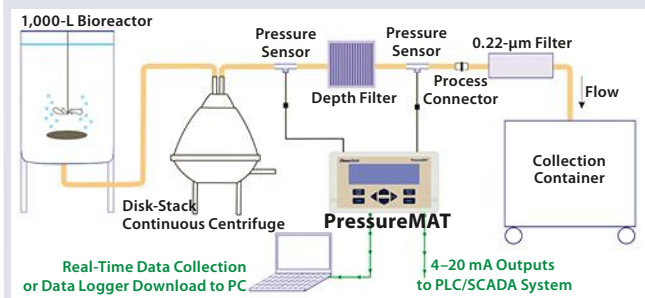 1,000-L Bioreactor
Pressure
Sensor
Pressure
Sensor
0.22-µm Filter
Depth Filter
Process
Connector
Flow
Collection
Container
Disk-Stack
Continuous Centrifuge
PressureMAT
Real-Time Data Collection
or Data Logger Download to PC
4–20 mA Outputs
to PLC/SCADA System